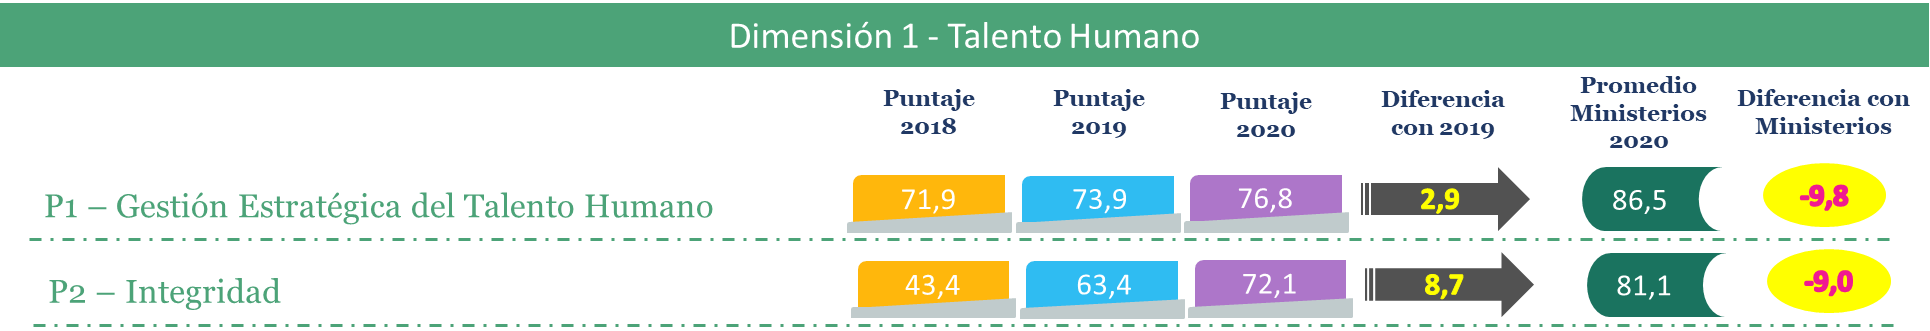 Dimensión 1 - Talento Humano
Puntaje 2018 Puntaje 2019 Puntaje 2020 Diferencia con 2019 Promedio Ministerios 2020 Diferencia con Ministerios
P1 – Gestión Estratégica del Talento Humano 71,9 73,9 76,8 2,9 86,5 -9,8
P2 – Integridad 43,4 63,4 72,1 8,7 81,1 -9,0